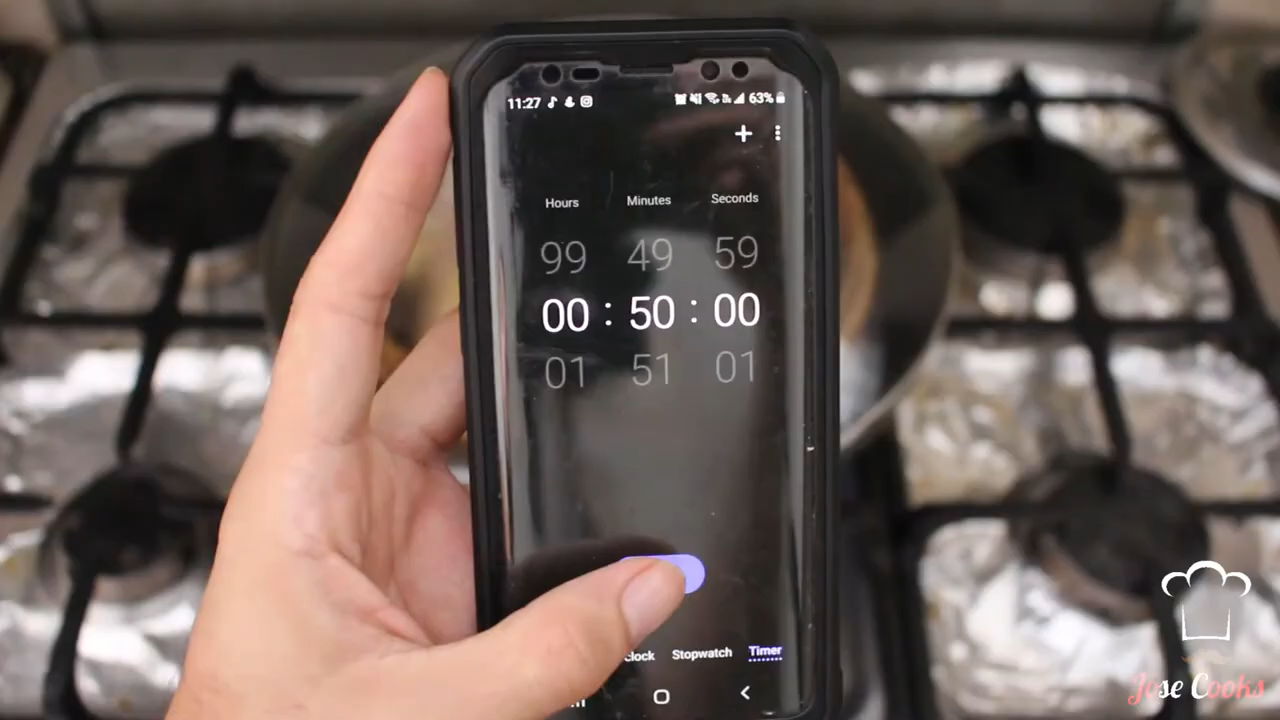 11:27 63%
+
Hours Minutes Seconds
99 49 59
00 : 50 : 00
01 51 01
clock Stopwatch Timer
Jose Cooks